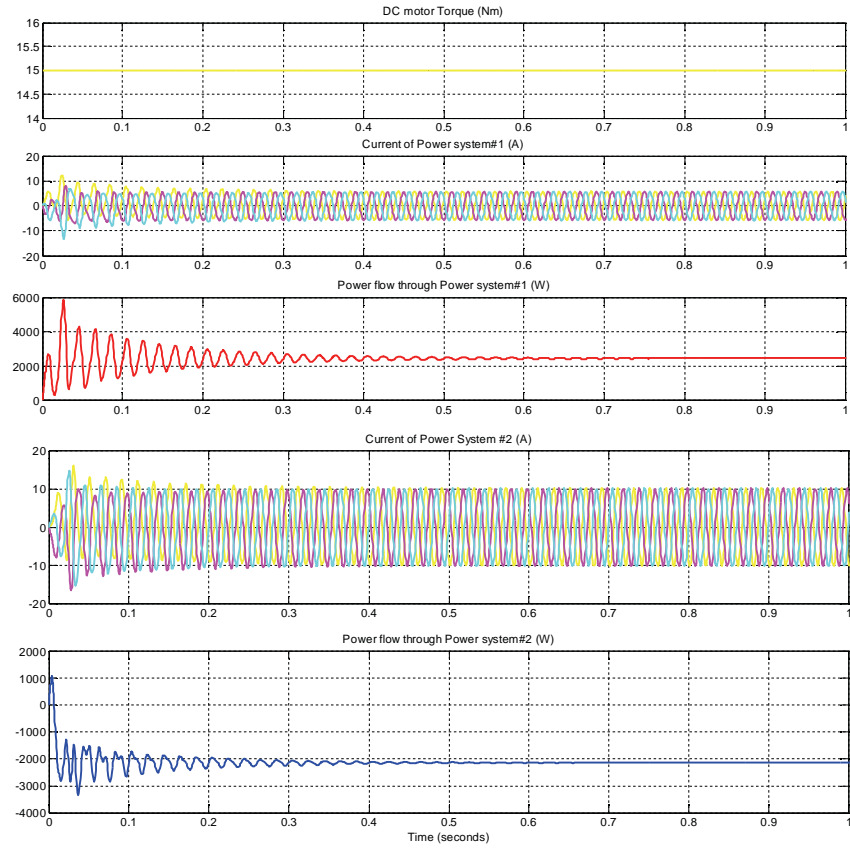 DC motor Torque (Nm)
16
15.5
15
14.5
14
0 0.1 0.2 0.3 0.4 0.5 0.6 0.7 0.8 0.9 1
Current of Power system#1 (A)
20
10
0
-10
-20
0 0.1 0.2 0.3 0.4 0.5 0.6 0.7 0.8 0.9 1
Power flow through Power system#1 (W)
6000
4000
2000
0
0 0.1 0.2 0.3 0.4 0.5 0.6 0.7 0.8 0.9 1
Current of Power System #2 (A)
20
10
0
-10
-20
0 0.1 0.2 0.3 0.4 0.5 0.6 0.7 0.8 0.9 1
Power flow through Power system#2 (W)
2000
1000
0
-1000
-2000
-3000
-4000
0 0.1 0.2 0.3 0.4 0.5 0.6 0.7 0.8 0.9 1
Time (seconds)